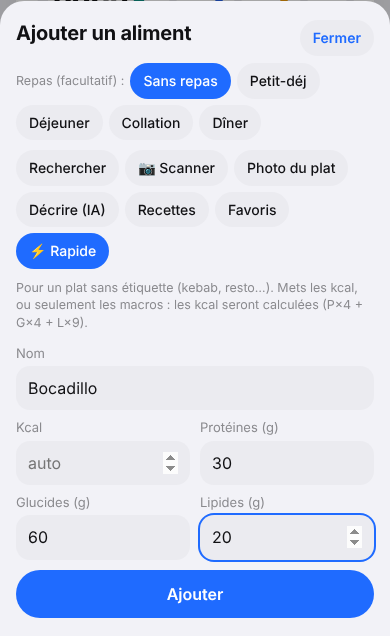 Ajouter un aliment
Fermer
Repas (facultatif) : Sans repas Petit-déj
Déjeuner Collation Dîner
Rechercher 📷 Scanner Photo du plat
Décrire (IA) Recettes Favoris
⚡ Rapide
Pour un plat sans étiquette (kebab, resto…). Mets les kcal,
ou seulement les macros : les kcal seront calculées (P×4 +
G×4 + L×9).
Nom
Bocadillo
Kcal Protéines (g)
auto 30
Glucides (g) Lipides (g)
60 20
Ajouter